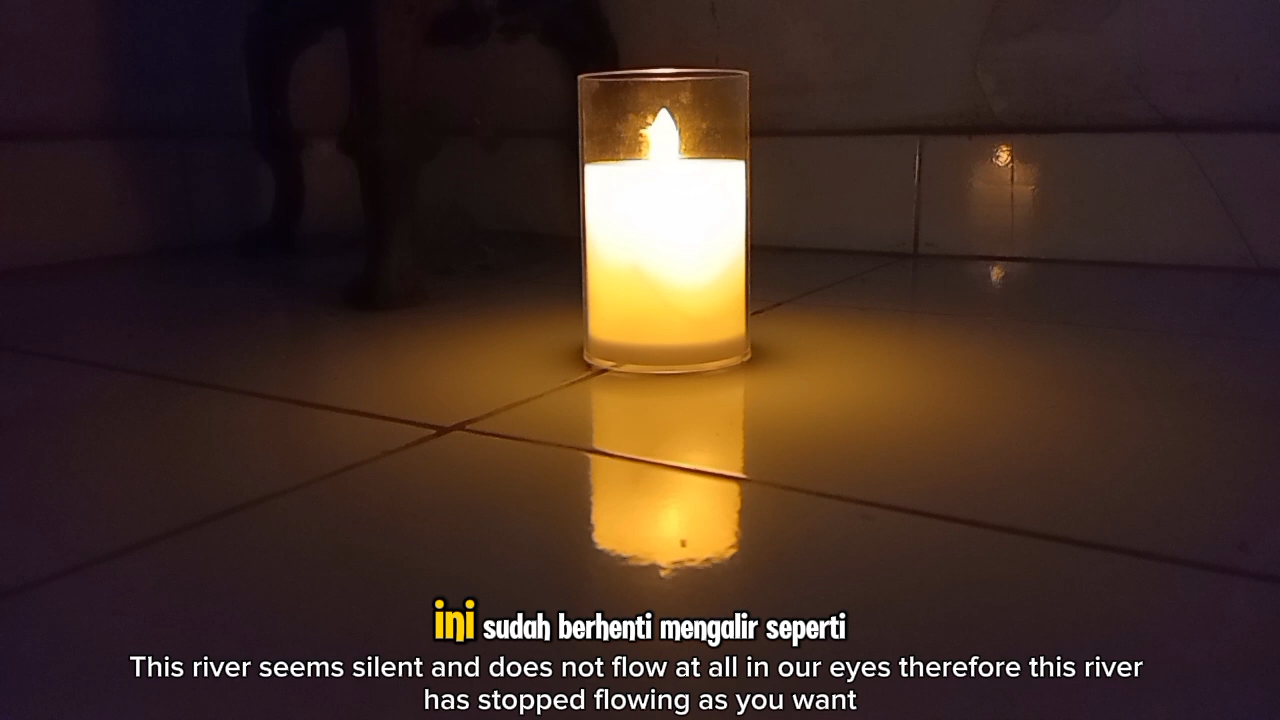 ini sudah berhenti mengalir seperti
This river seems silent and does not flow at all in our eyes therefore this river
has stopped flowing as you want